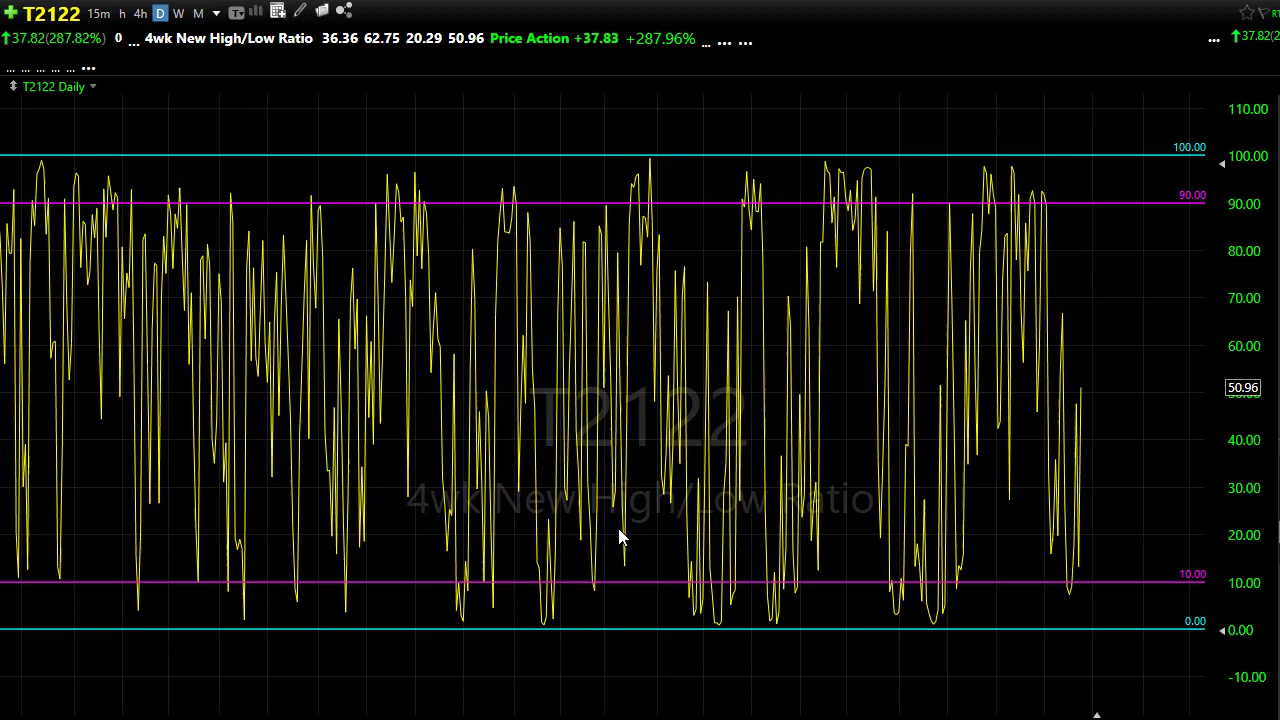 T2122 15m h 4h D W M
37.82(287.82%) 0 ... 4wk New High/Low Ratio 36.36 62.75 20.29 50.96 Price Action +37.83 +287.96% ... ... ... ... 37.82(2
... ... ... ... ... ...
T2122 Daily
110.00
100.00 100.00
90.00 90.00
80.00
70.00
60.00
50.96
T2122
40.00
4wk New High/Low Ratio
30.00
20.00
10.00 10.00
0.00 0.00
-10.00